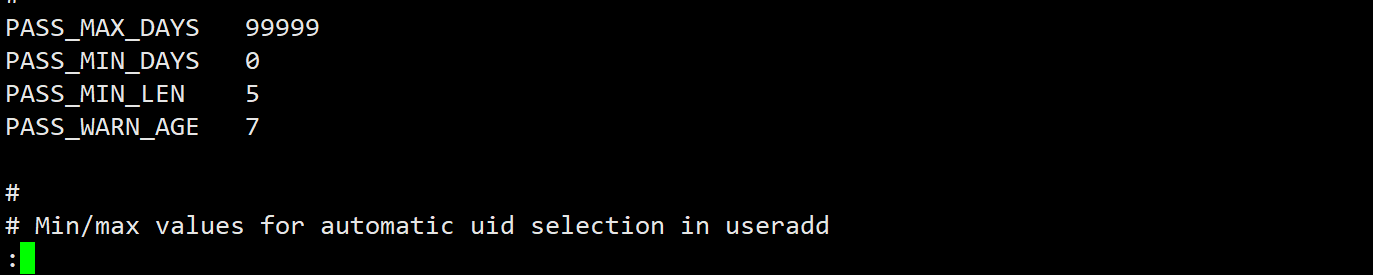 #
PASS_MAX_DAYS   99999
PASS_MIN_DAYS   0
PASS_MIN_LEN    5
PASS_WARN_AGE   7
#
# Min/max values for automatic uid selection in useradd
: